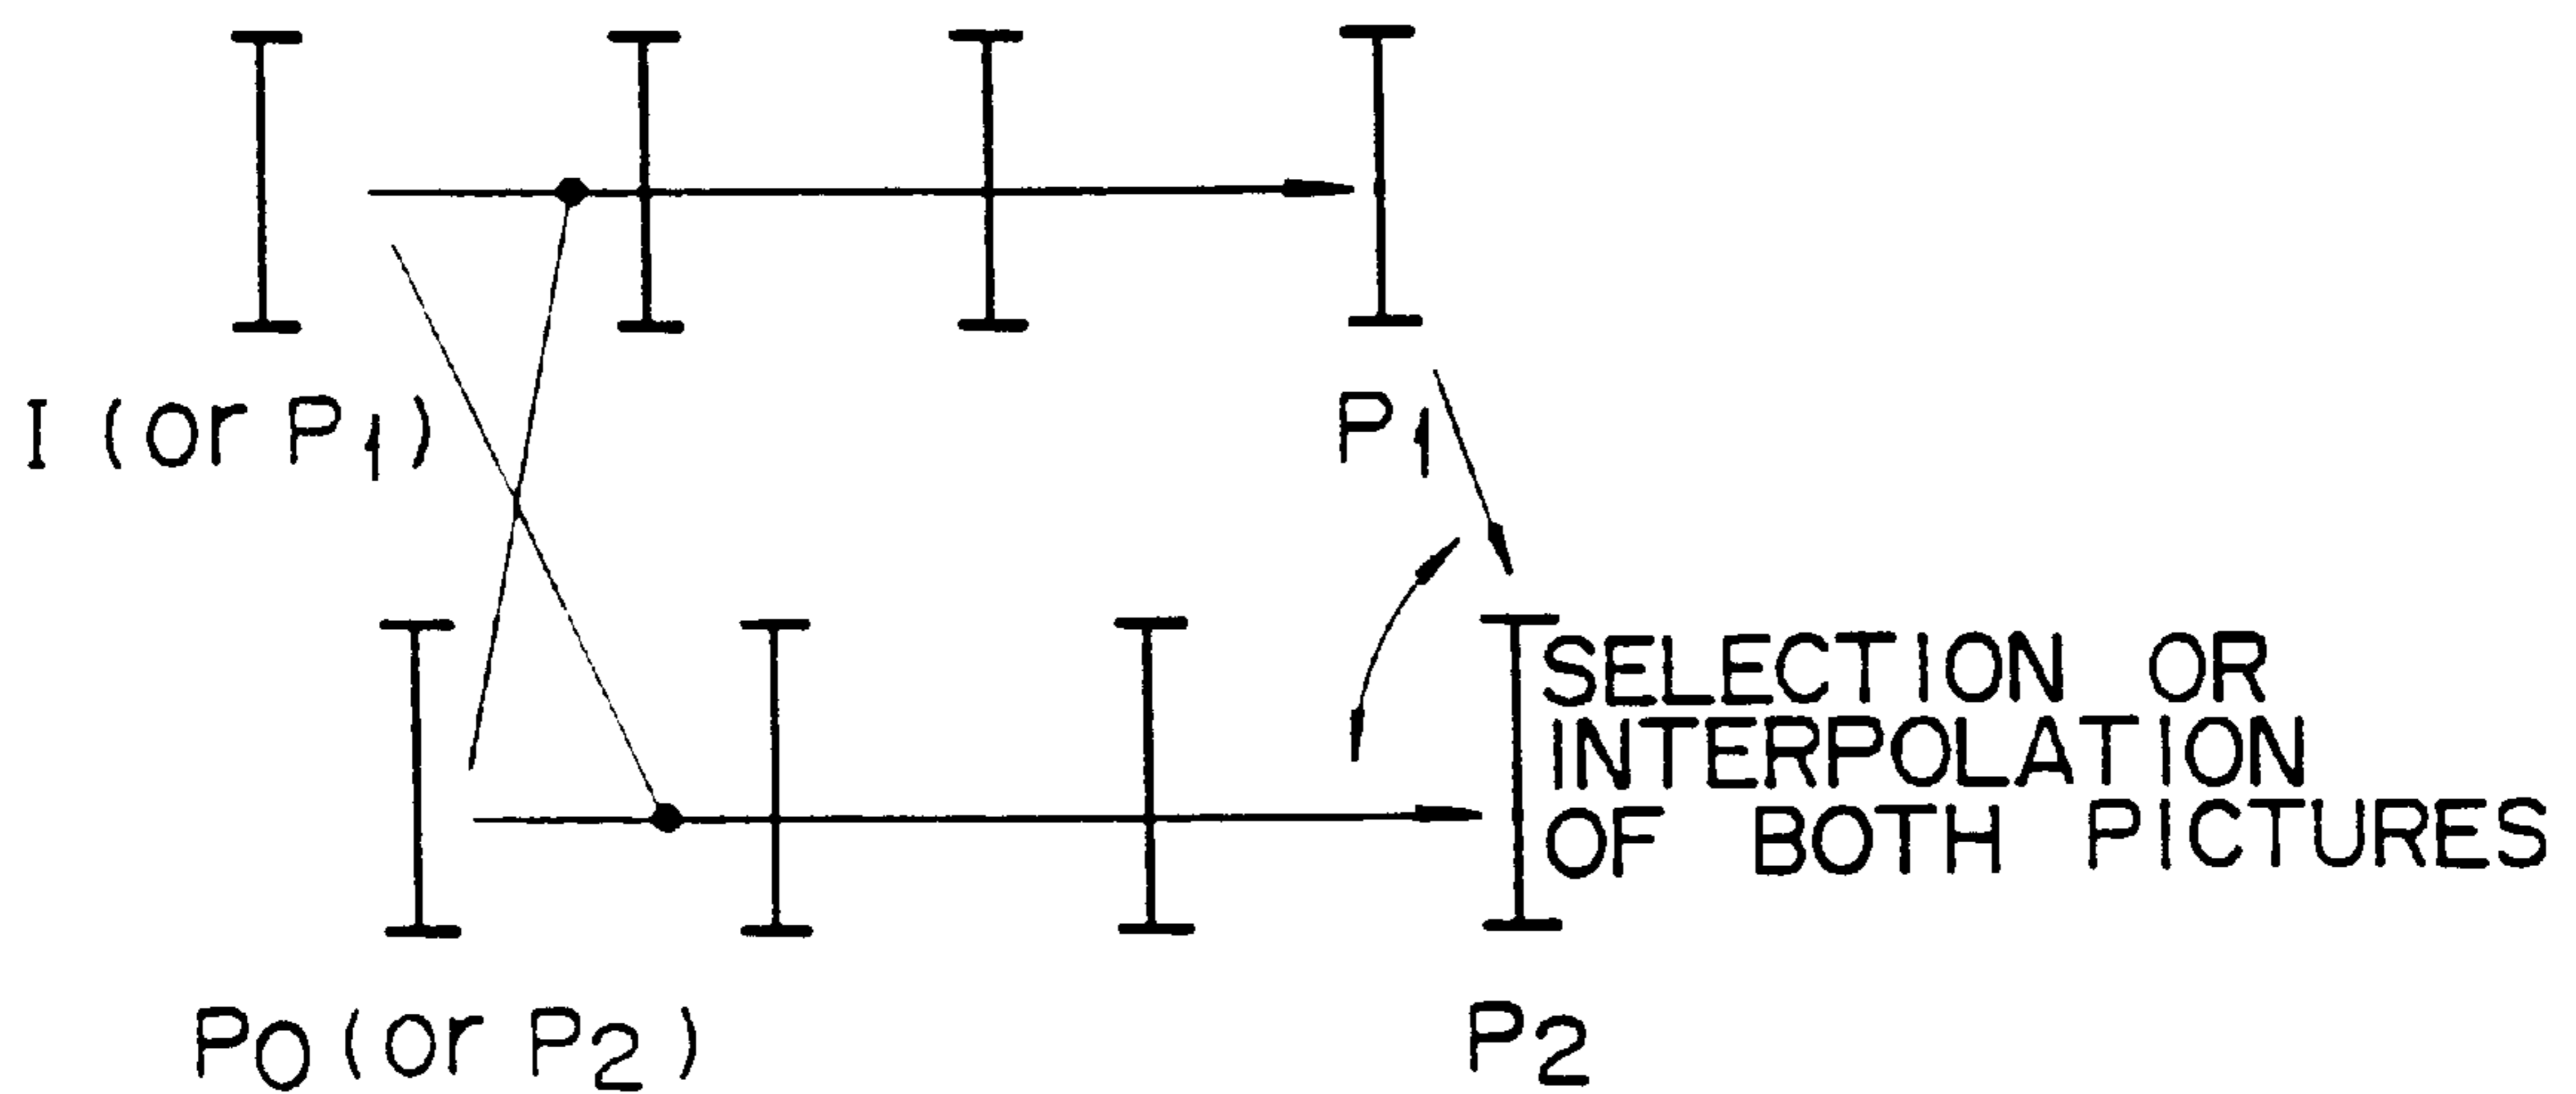 I (or P1)
P1
SELECTION OR
INTERPOLATION
OF BOTH PICTURES
P0 (or P2)
P2